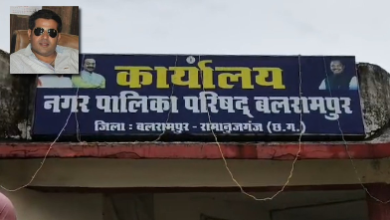 कार्यालय
नगर पालिका परिषद् बलरामपुर
जिला : बलरामपुर - रामानुजगंज (छ.ग.)